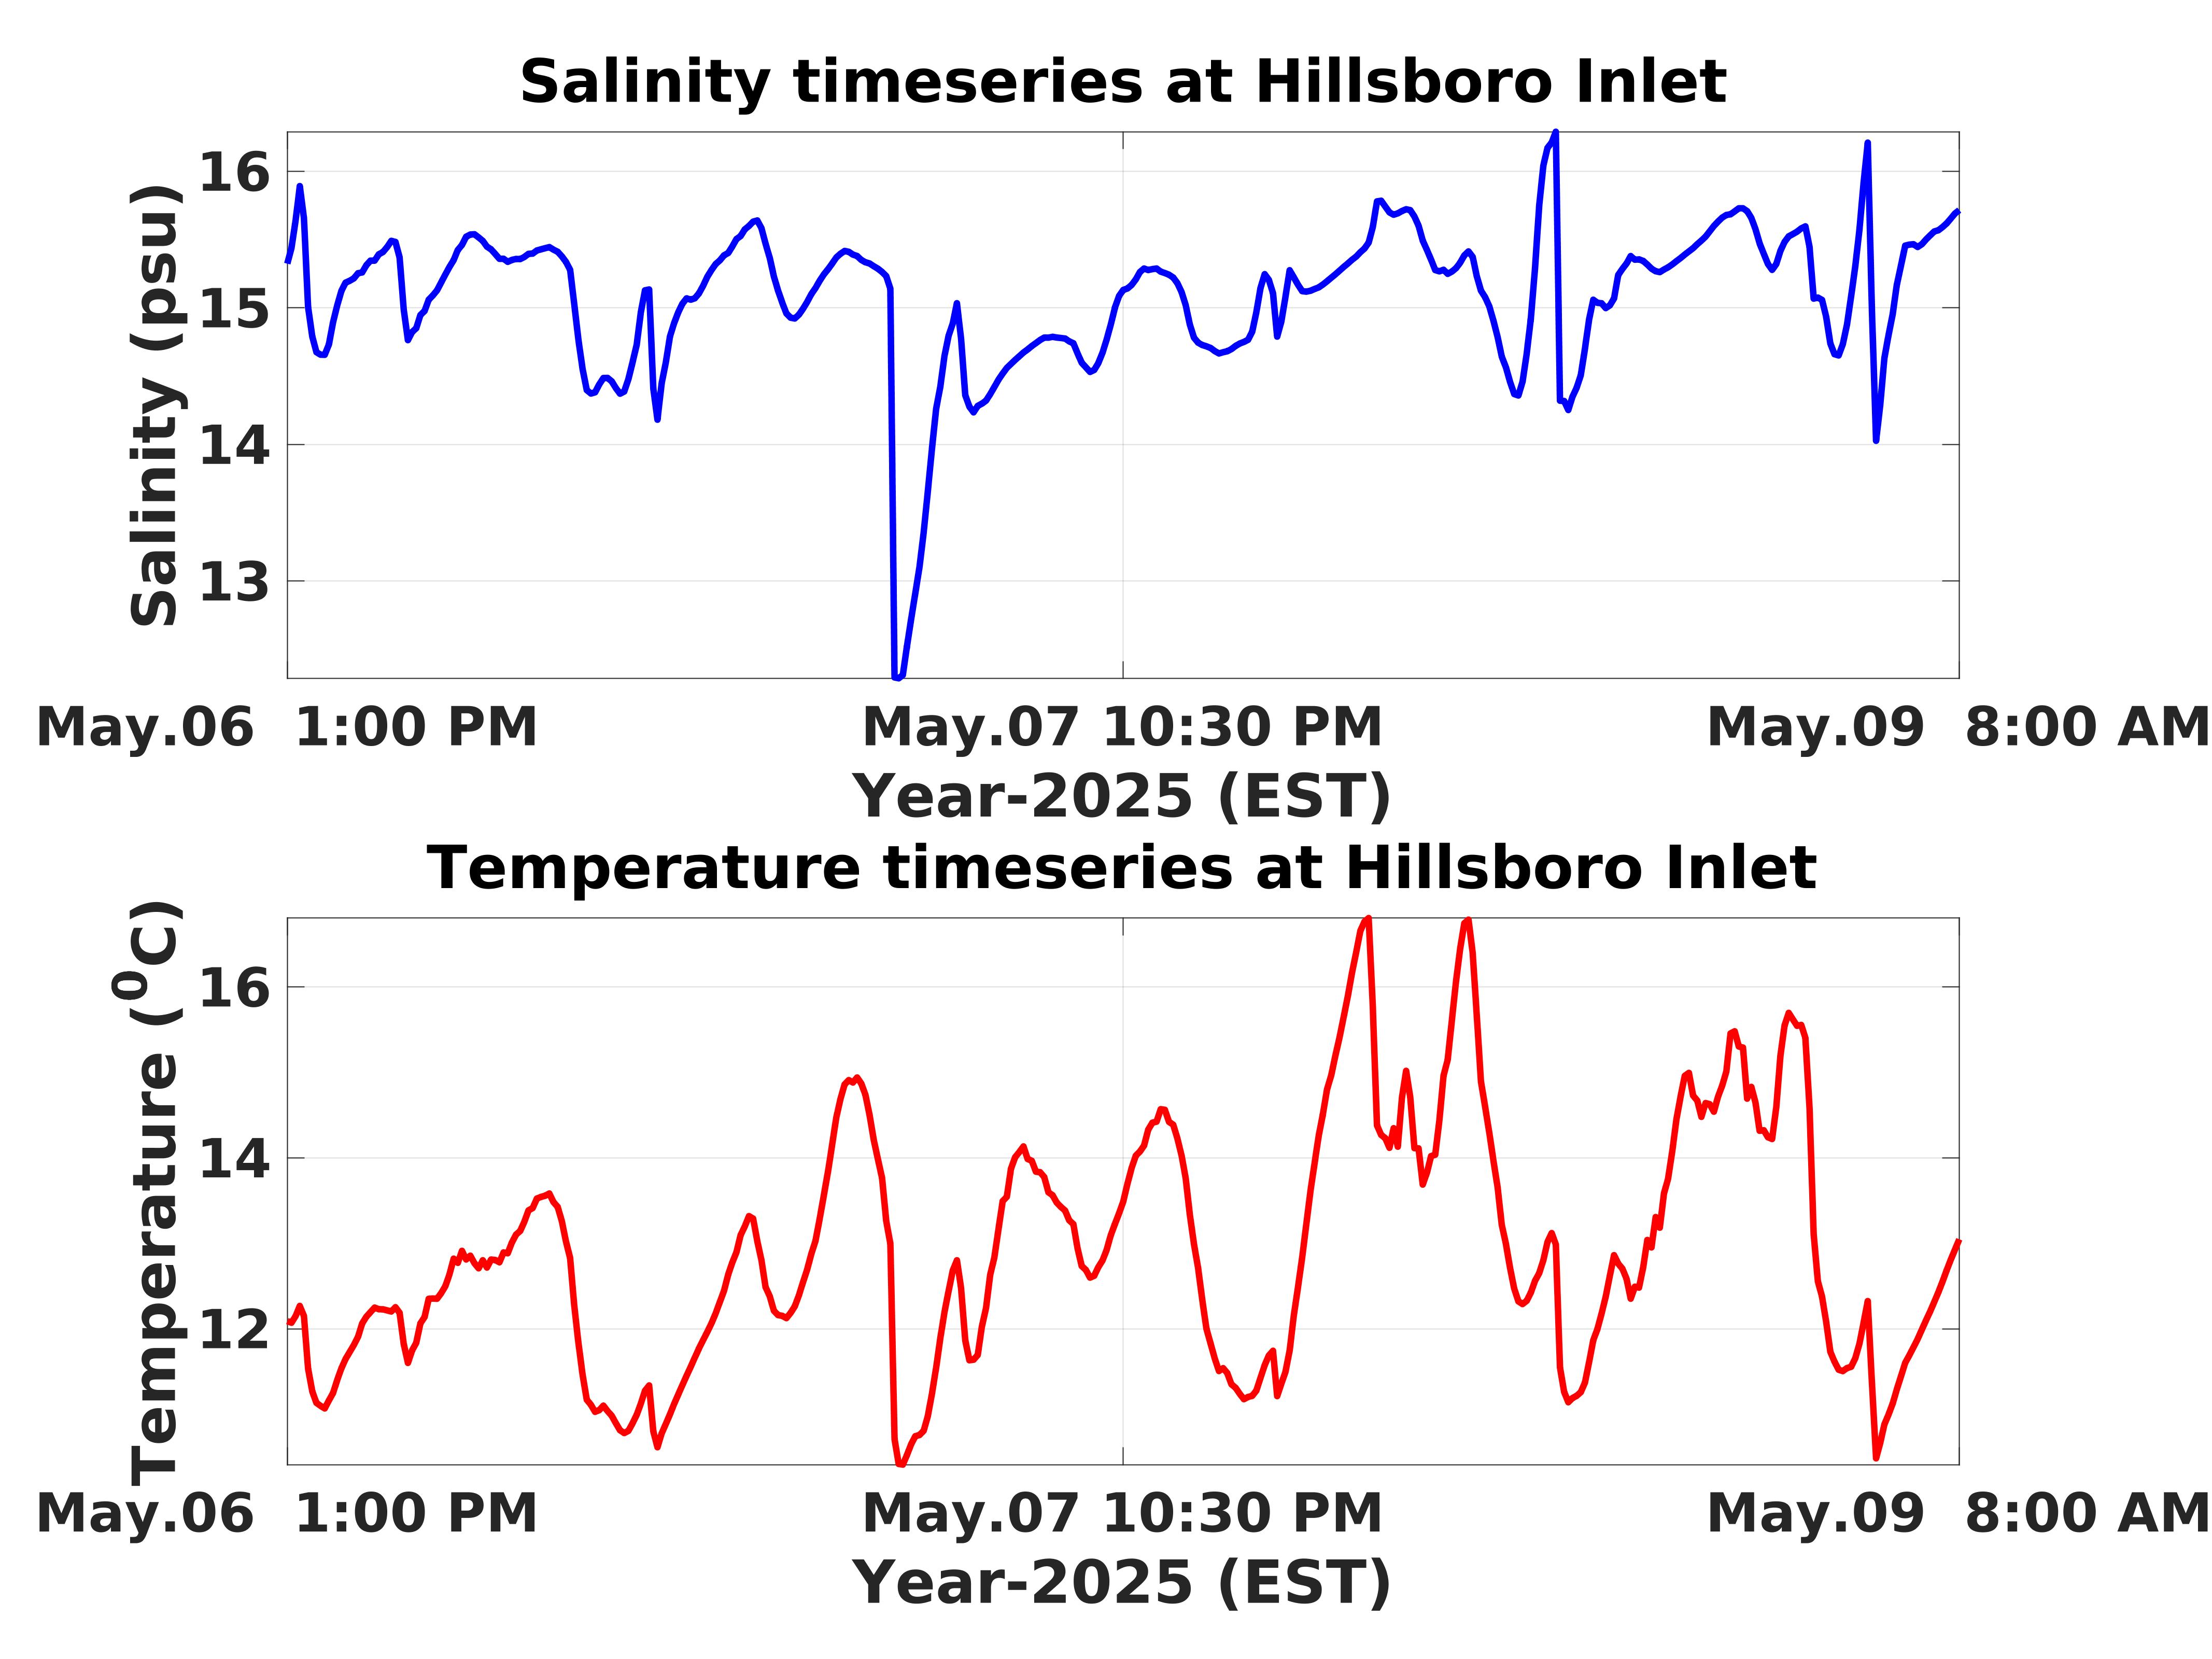 Salinity timeseries at Hillsboro Inlet
Salinity (psu)
16
15
14
13
May.06 1:00 PM
May.07 10:30 PM
May.09 8:00 AM
Year-2025 (EST)
Temperature timeseries at Hillsboro Inlet
Temperature (⁰C)
16
14
12
May.06 1:00 PM
May.07 10:30 PM
May.09 8:00 AM
Year-2025 (EST)